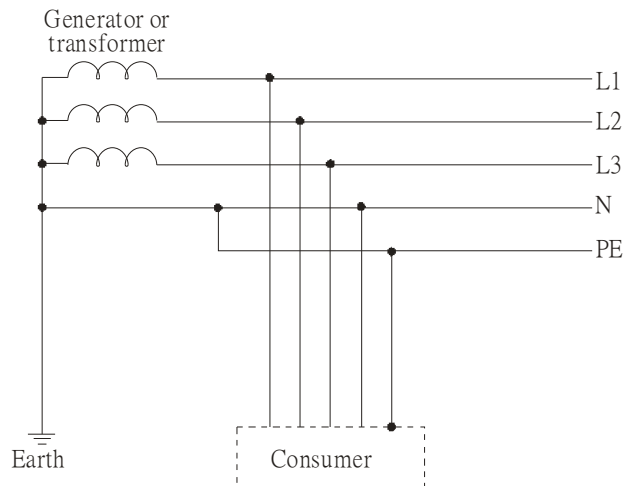 Generator or
transformer
L1
L2
L3
N
PE
Earth
Consumer